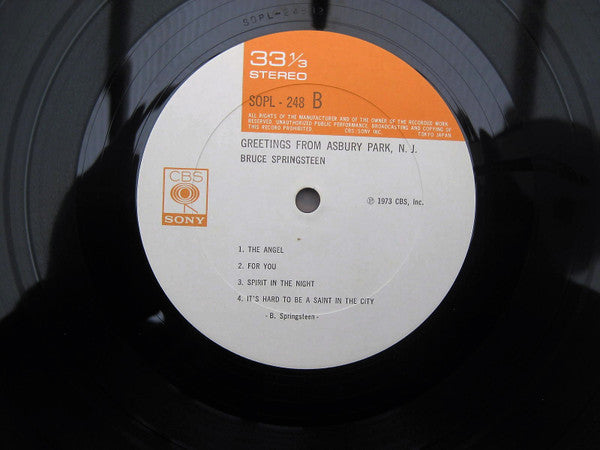 33 1/3
STEREO
SOPL - 248 B
ALL RIGHTS OF THE MANUFACTURER AND OF THE OWNER OF THE RECORDED WORK
RESERVED. UNAUTHORIZED PUBLIC PERFORMANCE, BROADCASTING AND COPYING OF
THIS RECORD PROHIBITED. CBS/SONY INC. TOKYO JAPAN
GREETINGS FROM ASBURY PARK, N. J.
BRUCE SPRINGSTEEN
CBS
SONY
℗ 1973 CBS, Inc.
1. THE ANGEL
2. FOR YOU
3. SPIRIT IN THE NIGHT
4. IT'S HARD TO BE A SAINT IN THE CITY
- B. Springsteen -